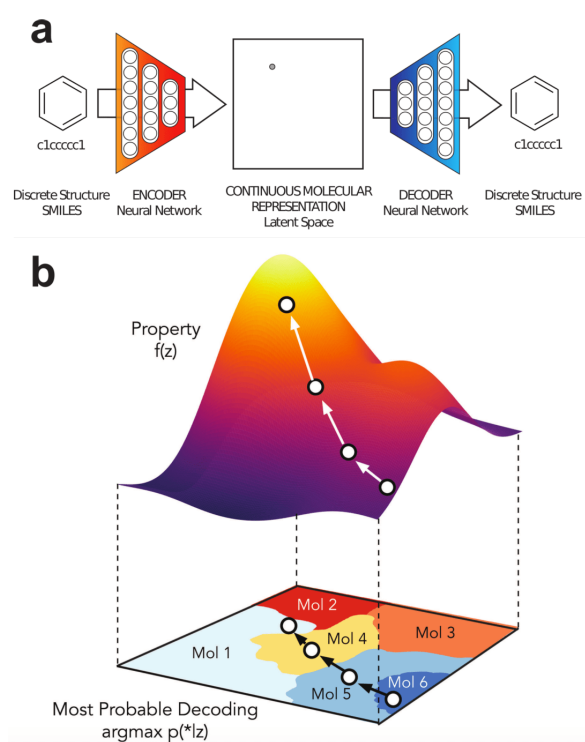 a
c1ccccc1
c1ccccc1
Discrete Structure
SMILES
ENCODER
Neural Network
CONTINUOUS MOLECULAR
REPRESENTATION
Latent Space
DECODER
Neural Network
Discrete Structure
SMILES
b
Property
f(z)
Mol 2
Mol 4
Mol 3
Mol 1
Mol 5
Mol 6
Most Probable Decoding
argmax p(*lz)